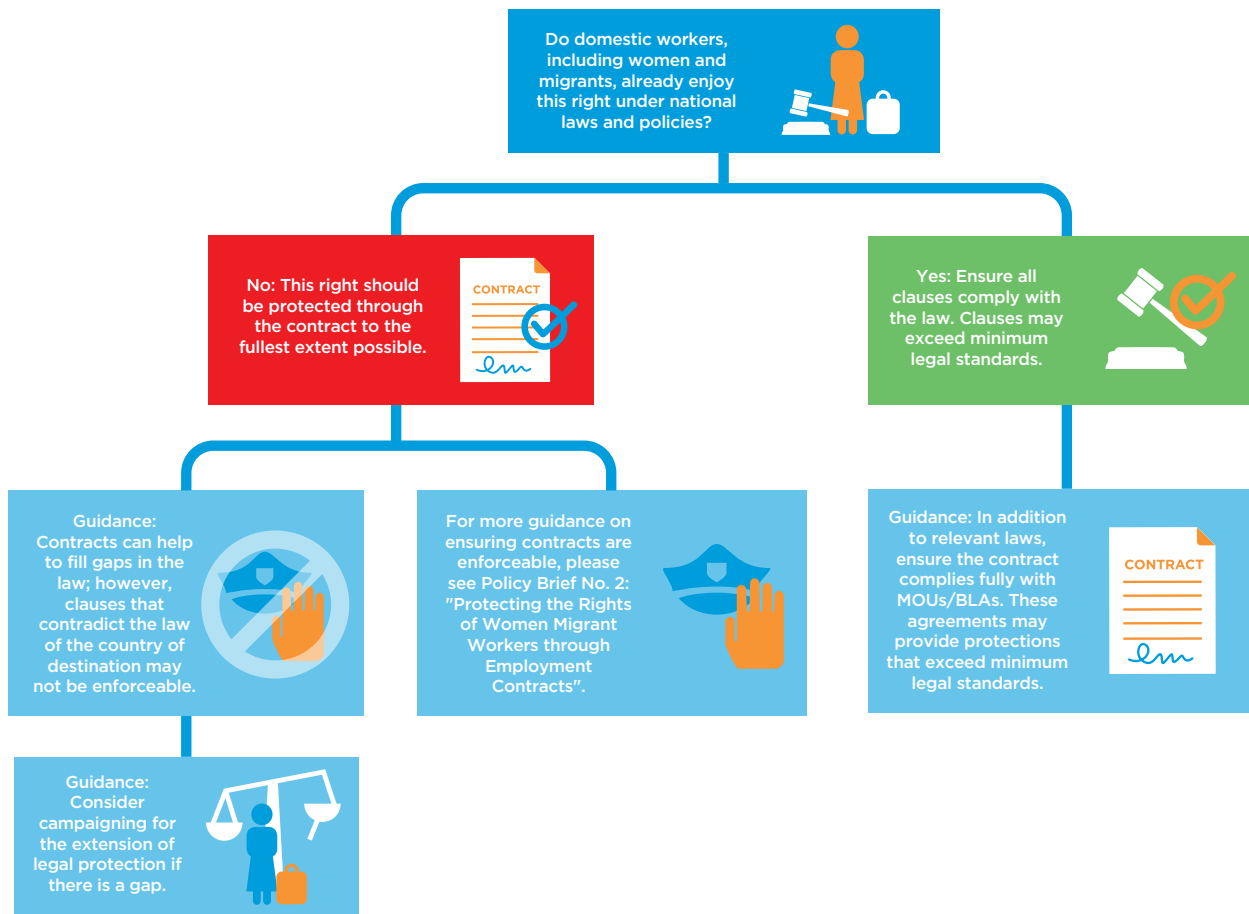 Do domestic workers,
including women and
migrants, already enjoy
this right under national
laws and policies?
No: This right should
be protected through
the contract to the
fullest extent possible.
CONTRACT
Yes: Ensure all
clauses comply with
the law. Clauses may
exceed minimum
legal standards.
Guidance:
Contracts can help
to fill gaps in the
law; however,
clauses that
contradict the law
of the country of
destination may
not be enforceable.
For more guidance on
ensuring contracts are
enforceable, please
see Policy Brief No. 2:
"Protecting the Rights
of Women Migrant
Workers through
Employment
Contracts".
Guidance: In addition
to relevant laws,
ensure the contract
complies fully with
MOUs/BLAs. These
agreements may
provide protections
that exceed minimum
legal standards.
CONTRACT
Guidance:
Consider
campaigning for
the extension of
legal protection if
there is a gap.